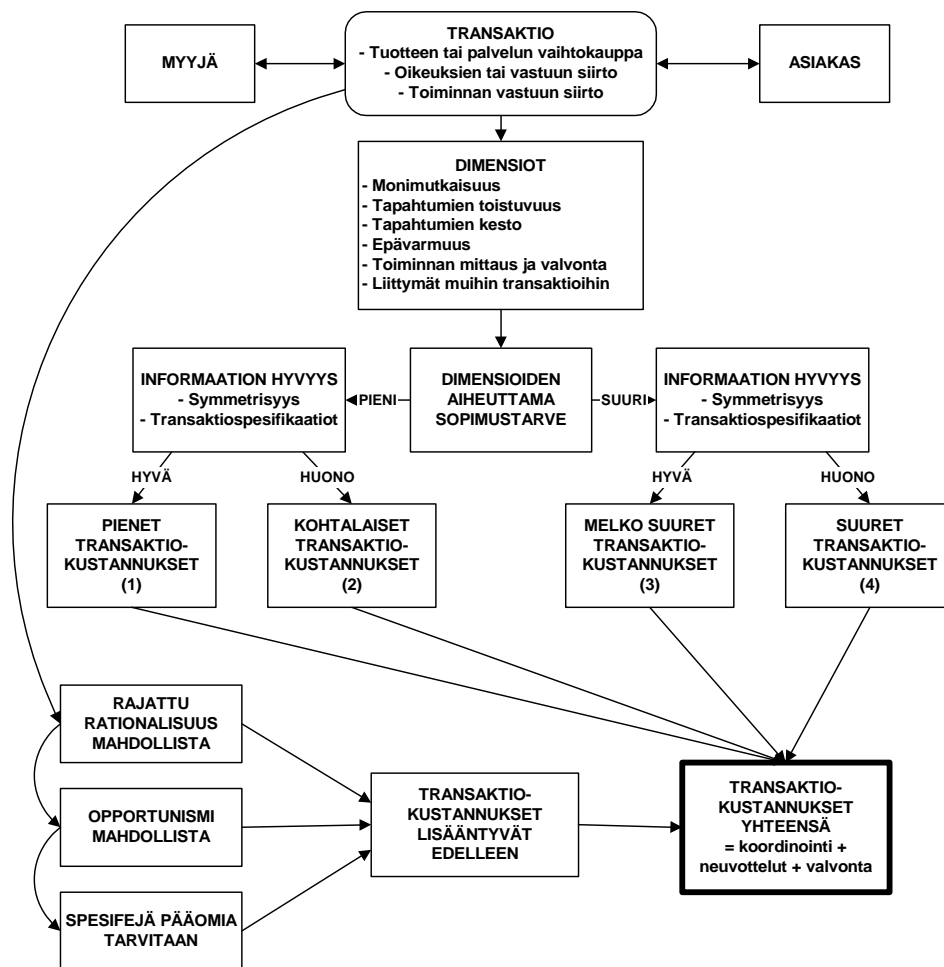 MYYJÄ
TRANSAKTIO
- Tuotteen tai palvelun vaihtokauppa
- Oikeuksien tai vastuun siirto
- Toiminnan vastuun siirto
ASIAKAS
DIMENSIOT
- Monimutkaisuus
- Tapahtumien toistuvuus
- Tapahtumien kesto
- Epävarmuus
- Toiminnan mittaus ja valvonta
- Liittymät muihin transaktioihin
INFORMAATION HYVYYS
- Symmetrisyys
- Transaktiospesifikaatiot
PIENI
DIMENSIOIDEN
AIHEUTTAMA
SOPIMUSTARVE
SUURI
INFORMAATION HYVYYS
- Symmetrisyys
- Transaktiospesifikaatiot
HYVÄ
HUONO
HYVÄ
HUONO
PIENET
TRANSAKTIO-
KUSTANNUKSET
(1)
KOHTALAISET
TRANSAKTIO-
KUSTANNUKSET
(2)
MELKO SUURET
TRANSAKTIO-
KUSTANNUKSET
(3)
SUURET
TRANSAKTIO-
KUSTANNUKSET
(4)
RAJATTU
RATIONALISUUS
MAHDOLLISTA
OPPORTUNISMI
MAHDOLLISTA
SPESIFEJÄ PÄÄOMIA
TARVITAAN
TRANSAKTIO-
KUSTANNUKSET
LISÄÄNTYVÄT
EDELLEEN
TRANSAKTIO-
KUSTANNUKSET
YHTEENSÄ
= koordinointi +
neuvottelut + valvonta